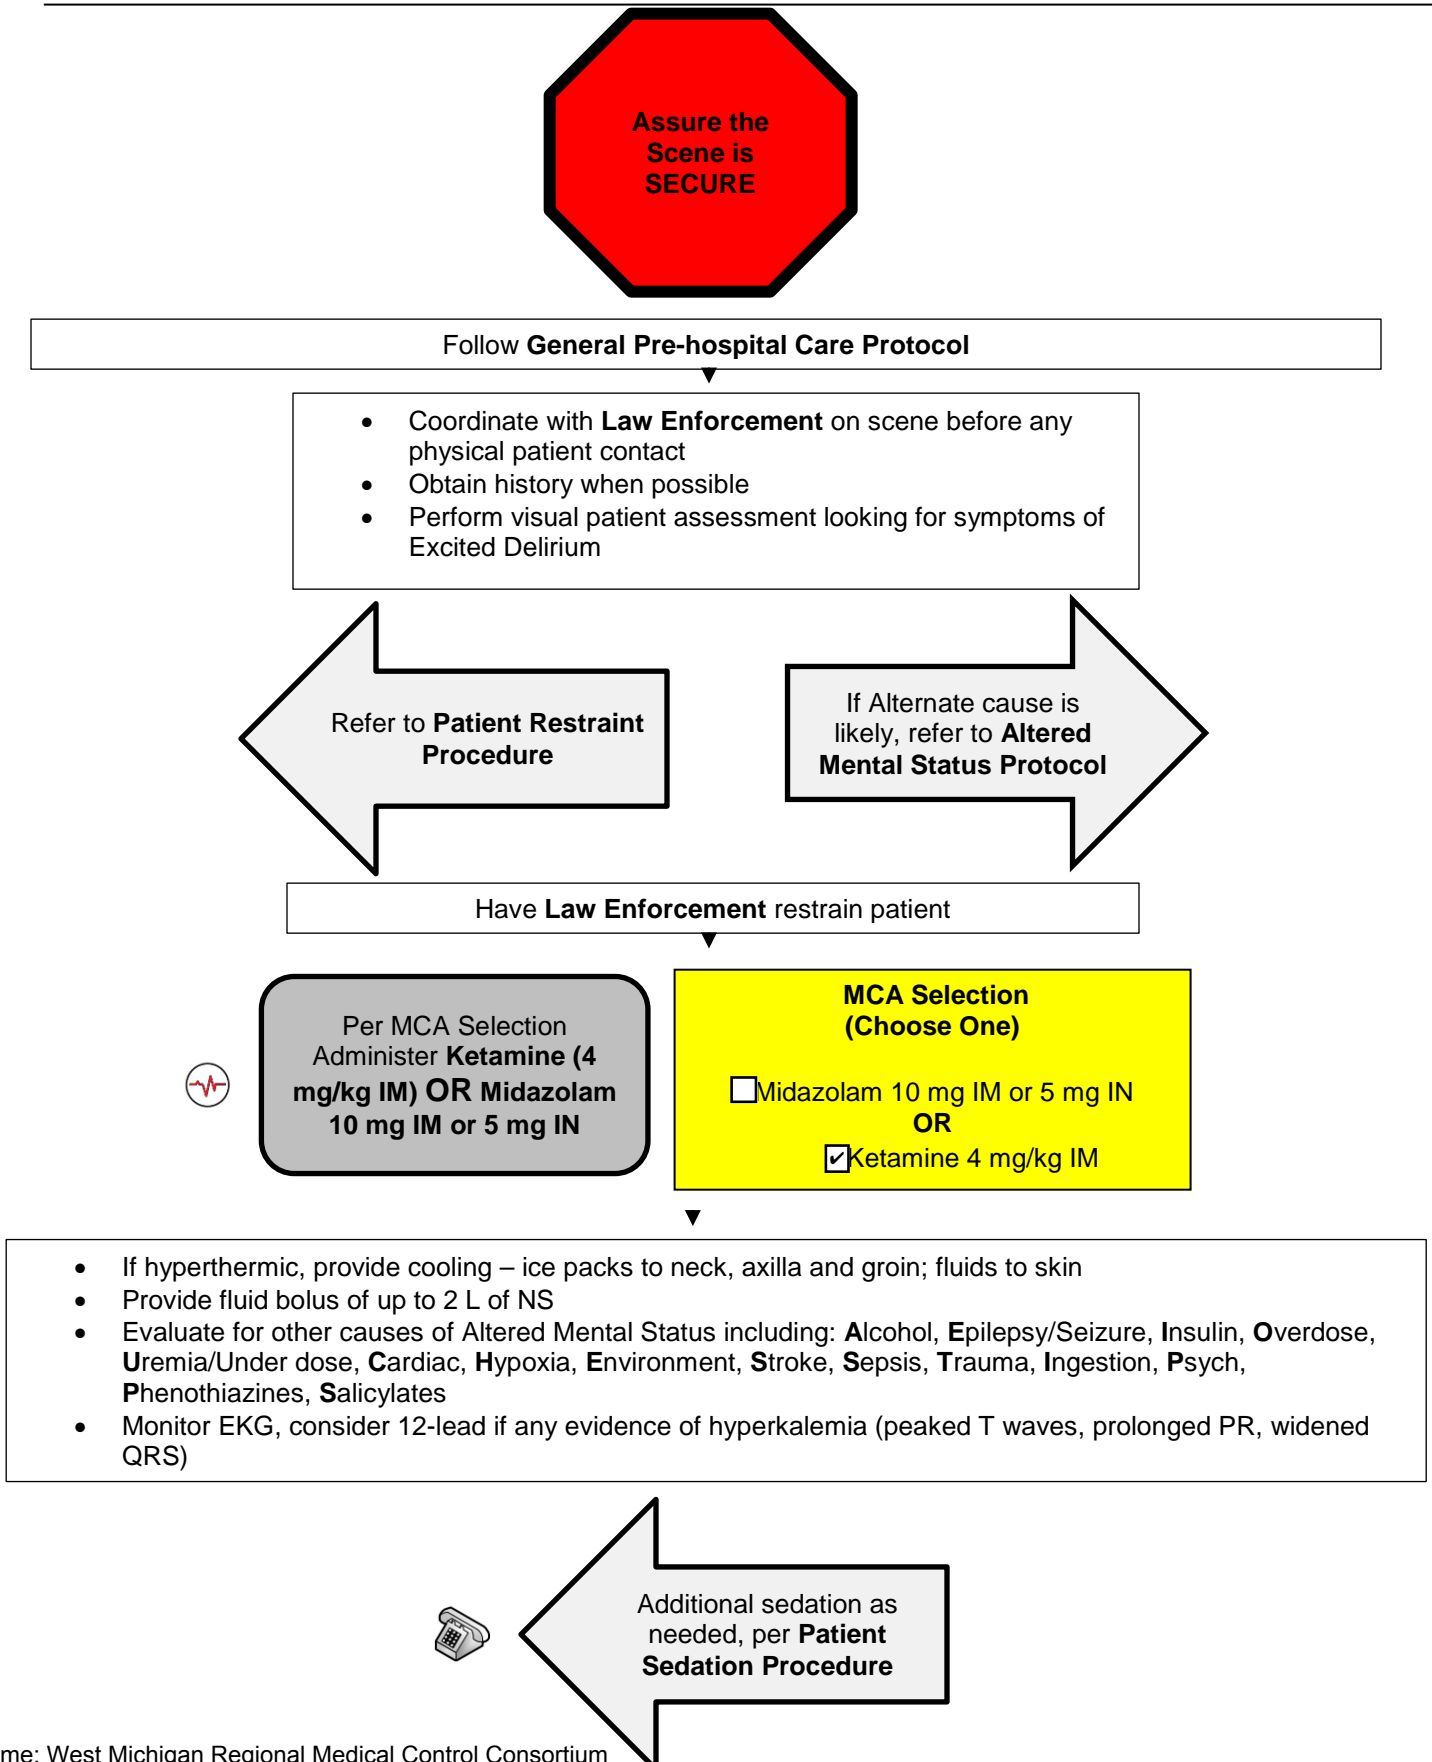 Assure the
Scene is
SECURE
Follow General Pre-hospital Care Protocol
• Coordinate with Law Enforcement on scene before any
physical patient contact
• Obtain history when possible
• Perform visual patient assessment looking for symptoms of
Excited Delirium
Refer to Patient Restraint
Procedure
If Alternate cause is
likely, refer to Altered
Mental Status Protocol
Have Law Enforcement restrain patient
Per MCA Selection
Administer Ketamine (4
mg/kg IM) OR Midazolam
10 mg IM or 5 mg IN
MCA Selection
(Choose One)
☐Midazolam 10 mg IM or 5 mg IN
OR
☑Ketamine 4 mg/kg IM
• If hyperthermic, provide cooling – ice packs to neck, axilla and groin; fluids to skin
• Provide fluid bolus of up to 2 L of NS
• Evaluate for other causes of Altered Mental Status including: Alcohol, Epilepsy/Seizure, Insulin, Overdose,
Uremia/Under dose, Cardiac, Hypoxia, Environment, Stroke, Sepsis, Trauma, Ingestion, Psych,
Phenothiazines, Salicylates
• Monitor EKG, consider 12-lead if any evidence of hyperkalemia (peaked T waves, prolonged PR, widened
QRS)
Additional sedation as
needed, per Patient
Sedation Procedure
me: West Michigan Regional Medical Control Consortium